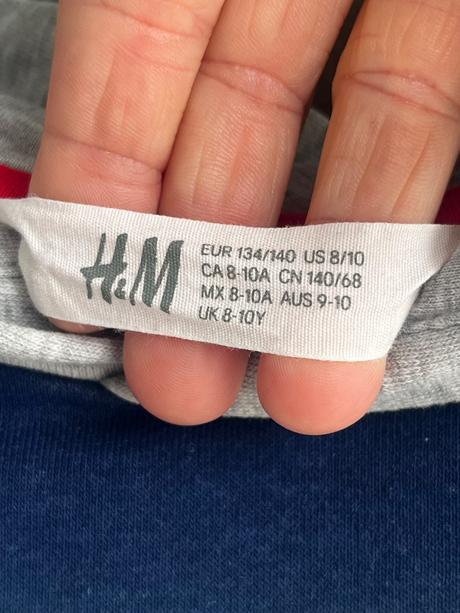 H&M
EUR 134/140 US 8/10
CA 8-10A CN 140/68
MX 8-10A AUS 9-10
UK 8-10Y